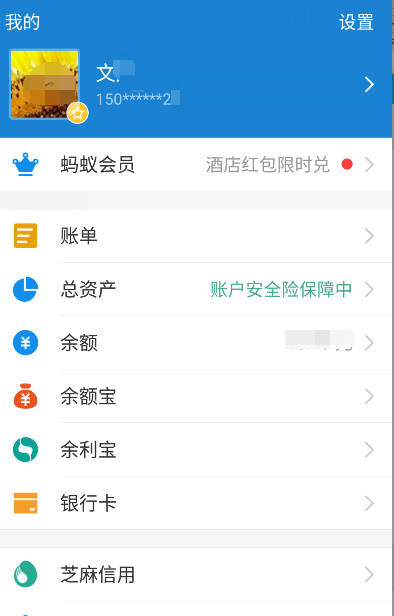 我的 设置
文
150******2
蚂蚁会员 酒店红包限时兑
账单
总资产 账户安全险保障中
余额
余额宝
余利宝
银行卡
芝麻信用